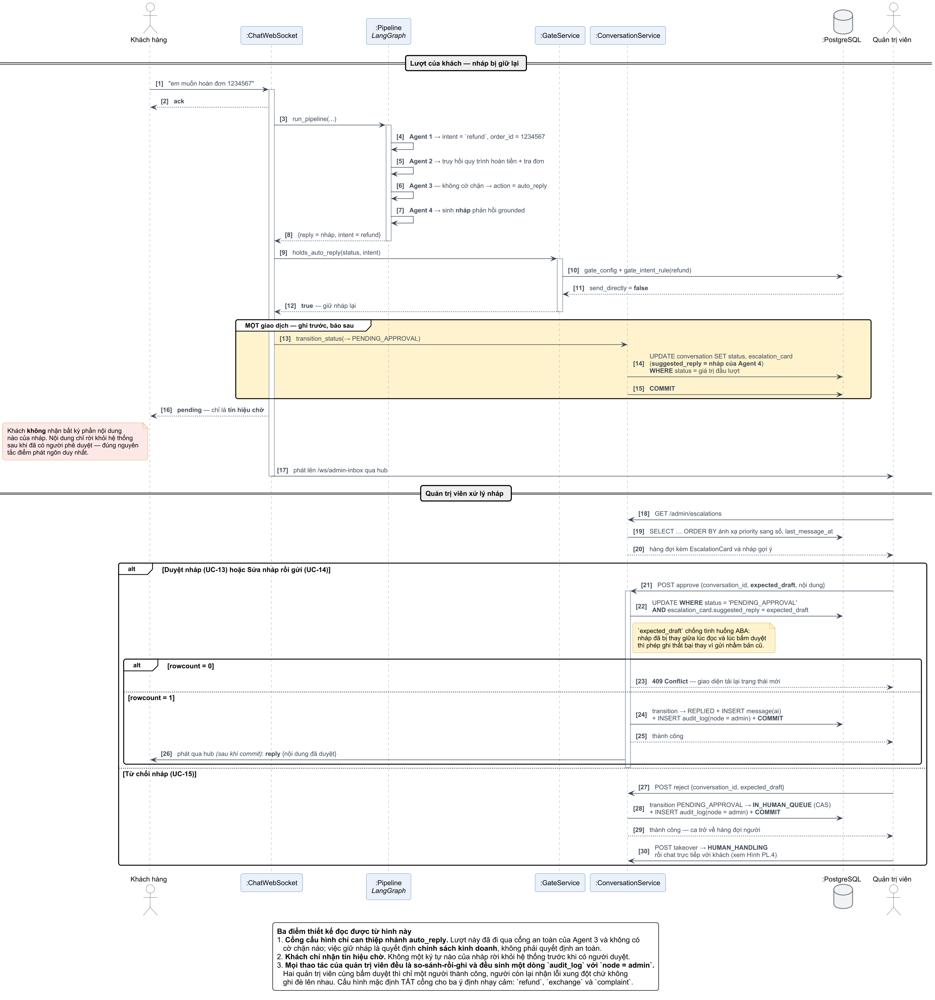 Khách hàng
:ChatWebSocket
:Pipeline
LangGraph
:GateService
:ConversationService
:PostgreSQL
Quản trị viên
Lượt của khách — nháp bị giữ lại
[1] "em muốn hoàn đơn 1234567"
[2] ack
[3] run_pipeline(...)
[4] Agent 1 → intent = `refund`, order_id = 1234567
[5] Agent 2 → truy hồi quy trình hoàn tiền + tra đơn
[6] Agent 3 — không cờ chặn → action = auto_reply
[7] Agent 4 → sinh nháp phản hồi grounded
[8] {reply = nháp, intent = refund}
[9] holds_auto_reply(status, intent)
[10] gate_config + gate_intent_rule(refund)
[11] send_directly = false
[12] true — giữ nháp lại
MỘT giao dịch — ghi trước, báo sau
[13] transition_status(→ PENDING_APPROVAL)
UPDATE conversation SET status, escalation_card
[14] (suggested_reply = nháp của Agent 4)
WHERE status = giá trị đầu lượt
[15] COMMIT
[16] pending — chỉ là tín hiệu chờ
Khách không nhận bất kỳ phần nội dung
nào của nháp. Nội dung chỉ rời khỏi hệ thống
sau khi đã có người phê duyệt — đúng nguyên
tắc điểm phát ngôn duy nhất.
[17] phát lên /ws/admin-inbox qua hub
Quản trị viên xử lý nháp
[18] GET /admin/escalations
[19] SELECT … ORDER BY ánh xạ priority sang số, last_message_at
[20] hàng đợi kèm EscalationCard và nháp gợi ý
alt [Duyệt nháp (UC-13) hoặc Sửa nháp rồi gửi (UC-14)]
[21] POST approve {conversation_id, expected_draft, nội dung}
[22] UPDATE WHERE status = 'PENDING_APPROVAL'
AND escalation_card.suggested_reply = expected_draft
`expected_draft` chống tình huống ABA:
nháp đã bị thay giữa lúc đọc và lúc bấm duyệt
thì phép ghi thất bại thay vì gửi nhầm bản cũ.
alt [rowcount = 0]
[23] 409 Conflict — giao diện tải lại trạng thái mới
[rowcount = 1]
[24] transition → REPLIED + INSERT message(ai)
+ INSERT audit_log(node = admin) + COMMIT
[25] thành công
[26] phát qua hub (sau khi commit): reply {nội dung đã duyệt}
[Từ chối nháp (UC-15)]
[27] POST reject {conversation_id, expected_draft}
[28] transition PENDING_APPROVAL → IN_HUMAN_QUEUE (CAS)
+ INSERT audit_log(node = admin) + COMMIT
[29] thành công — ca trở về hàng đợi người
[30] POST takeover → HUMAN_HANDLING
rồi chat trực tiếp với khách (xem Hình PL.4)
Khách hàng
:ChatWebSocket
:Pipeline
LangGraph
:GateService
:ConversationService
:PostgreSQL
Quản trị viên
Ba điểm thiết kế đọc được từ hình này
1. Cổng cấu hình chỉ can thiệp nhánh auto_reply. Lượt này đã đi qua cổng an toàn của Agent 3 và không có
cờ chặn nào; việc giữ nháp là quyết định chính sách kinh doanh, không phải quyết định an toàn.
2. Khách chỉ nhận tín hiệu chờ. Không một ký tự nào của nháp rời khỏi hệ thống trước khi có người duyệt.
3. Mọi thao tác của quản trị viên đều là so-sánh-rồi-ghi và đều sinh một dòng `audit_log` với `node = admin`.
Hai quản trị viên cùng bấm duyệt thì chỉ một người thành công, người còn lại nhận lỗi xung đột chứ không
ghi đè lên nhau. Cấu hình mặc định TẮT cổng cho ba ý định nhạy cảm: `refund`, `exchange` và `complaint`.